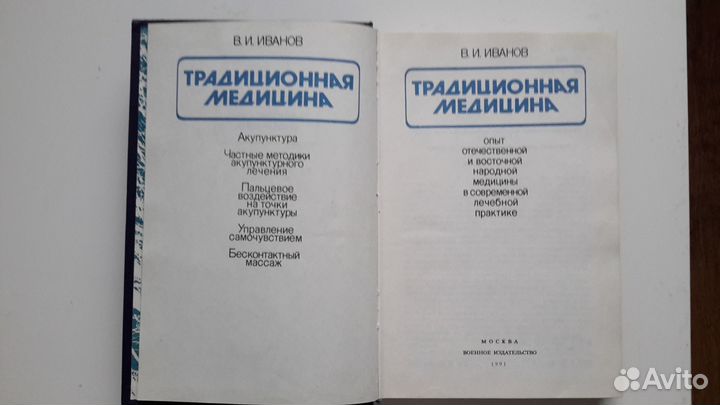 В. И. ИВАНОВ
ТРАДИЦИОННАЯ
МЕДИЦИНА
Акупунктура
Частные методики
акупунктурного
лечения
Пальцевое
воздействие
на точки
акупунктуры
Управление
самочувствием
Бесконтактный
массаж
В. И. ИВАНОВ
ТРАДИЦИОННАЯ
МЕДИЦИНА
ОПЫТ
ОТЕЧЕСТВЕННОЙ
И ВОСТОЧНОЙ
НАРОДНОЙ
МЕДИЦИНЫ
В СОВРЕМЕННОЙ
ЛЕЧЕБНОЙ
ПРАКТИКЕ
МОСКВА
ВОЕННОЕ ИЗДАТЕЛЬСТВО
1991
Avito